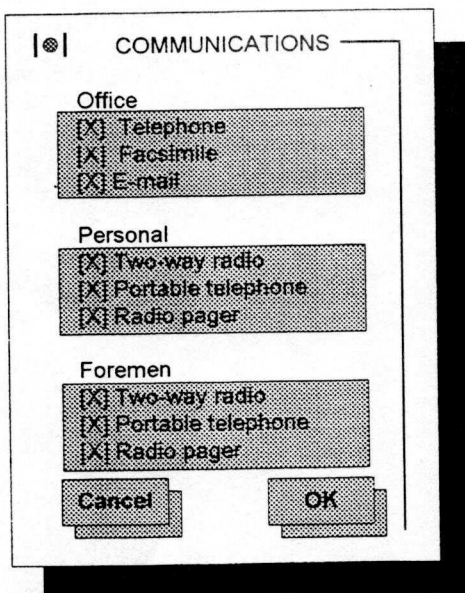 COMMUNICATIONS
Office
[X] Telephone
[X] Facsimile
[X] E-mail
Personal
[X] Two-way radio
[X] Portable telephone
[X] Radio pager
Foremen
[X] Two-way radio
[X] Portable telephone
[X] Radio pager
Cancel OK